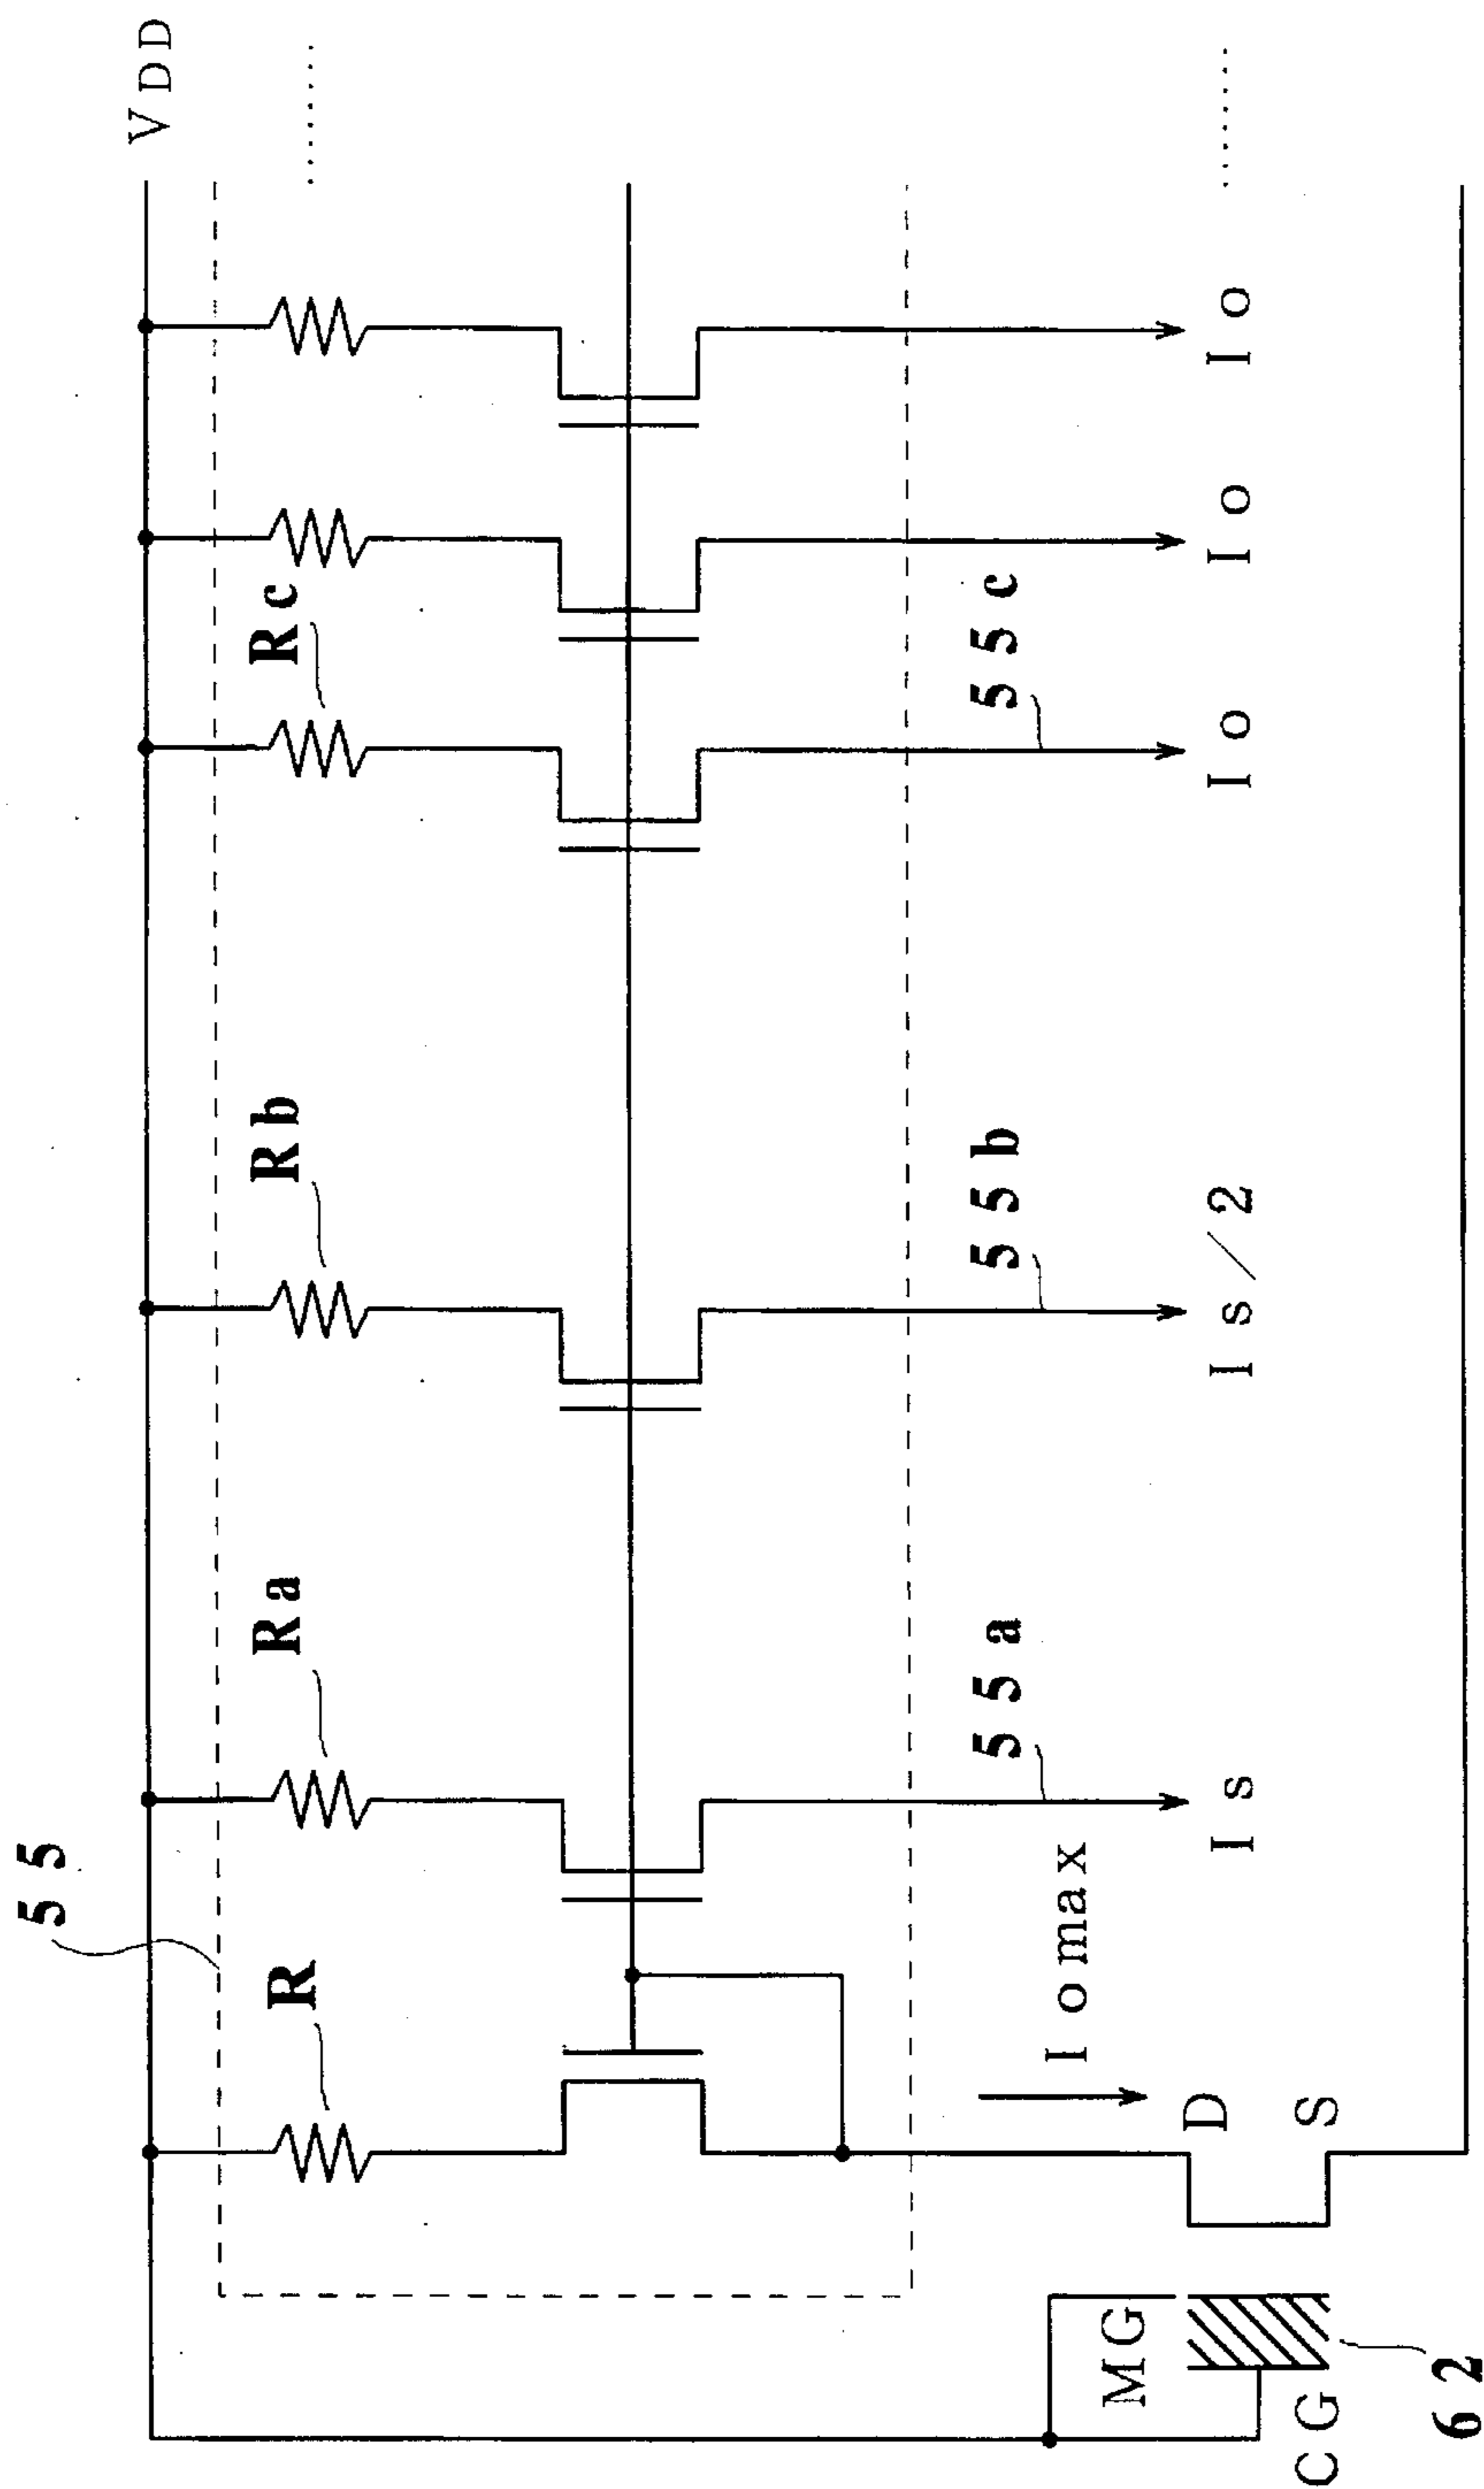 55
VDD
R Ra Rb Rc ......
55a 55b 55c
Iomax
MG
D
Is Is/2 Io Io Io ......
CG S
62